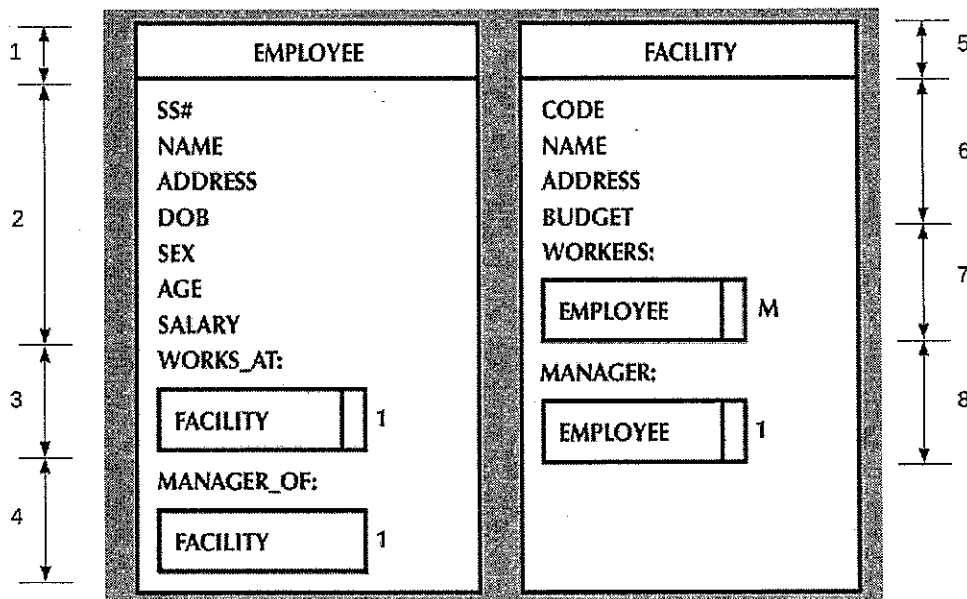 1
2
3
4
EMPLOYEE
SS#
NAME
ADDRESS
DOB
SEX
AGE
SALARY
WORKS_AT:
FACILITY 1
MANAGER_OF:
FACILITY 1
FACILITY
CODE
NAME
ADDRESS
BUDGET
WORKERS:
EMPLOYEE M
MANAGER:
EMPLOYEE 1
5
6
7
8